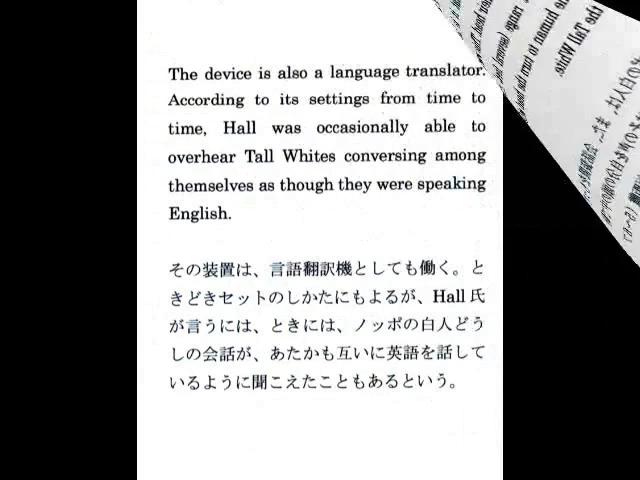 The device is also a language translator.
According to its settings from time to
time, Hall was occasionally able to
overhear Tall Whites conversing among
themselves as though they were speaking
English.
その装置は、言語翻訳機としても働く。と
きどきセットのしかたにもよるが、Hall 氏
が言うには、ときには、ノッポの白人どう
しの会話が、あたかも互いに英語を話して
いるように聞こえたこともあるという。
the Tall White.